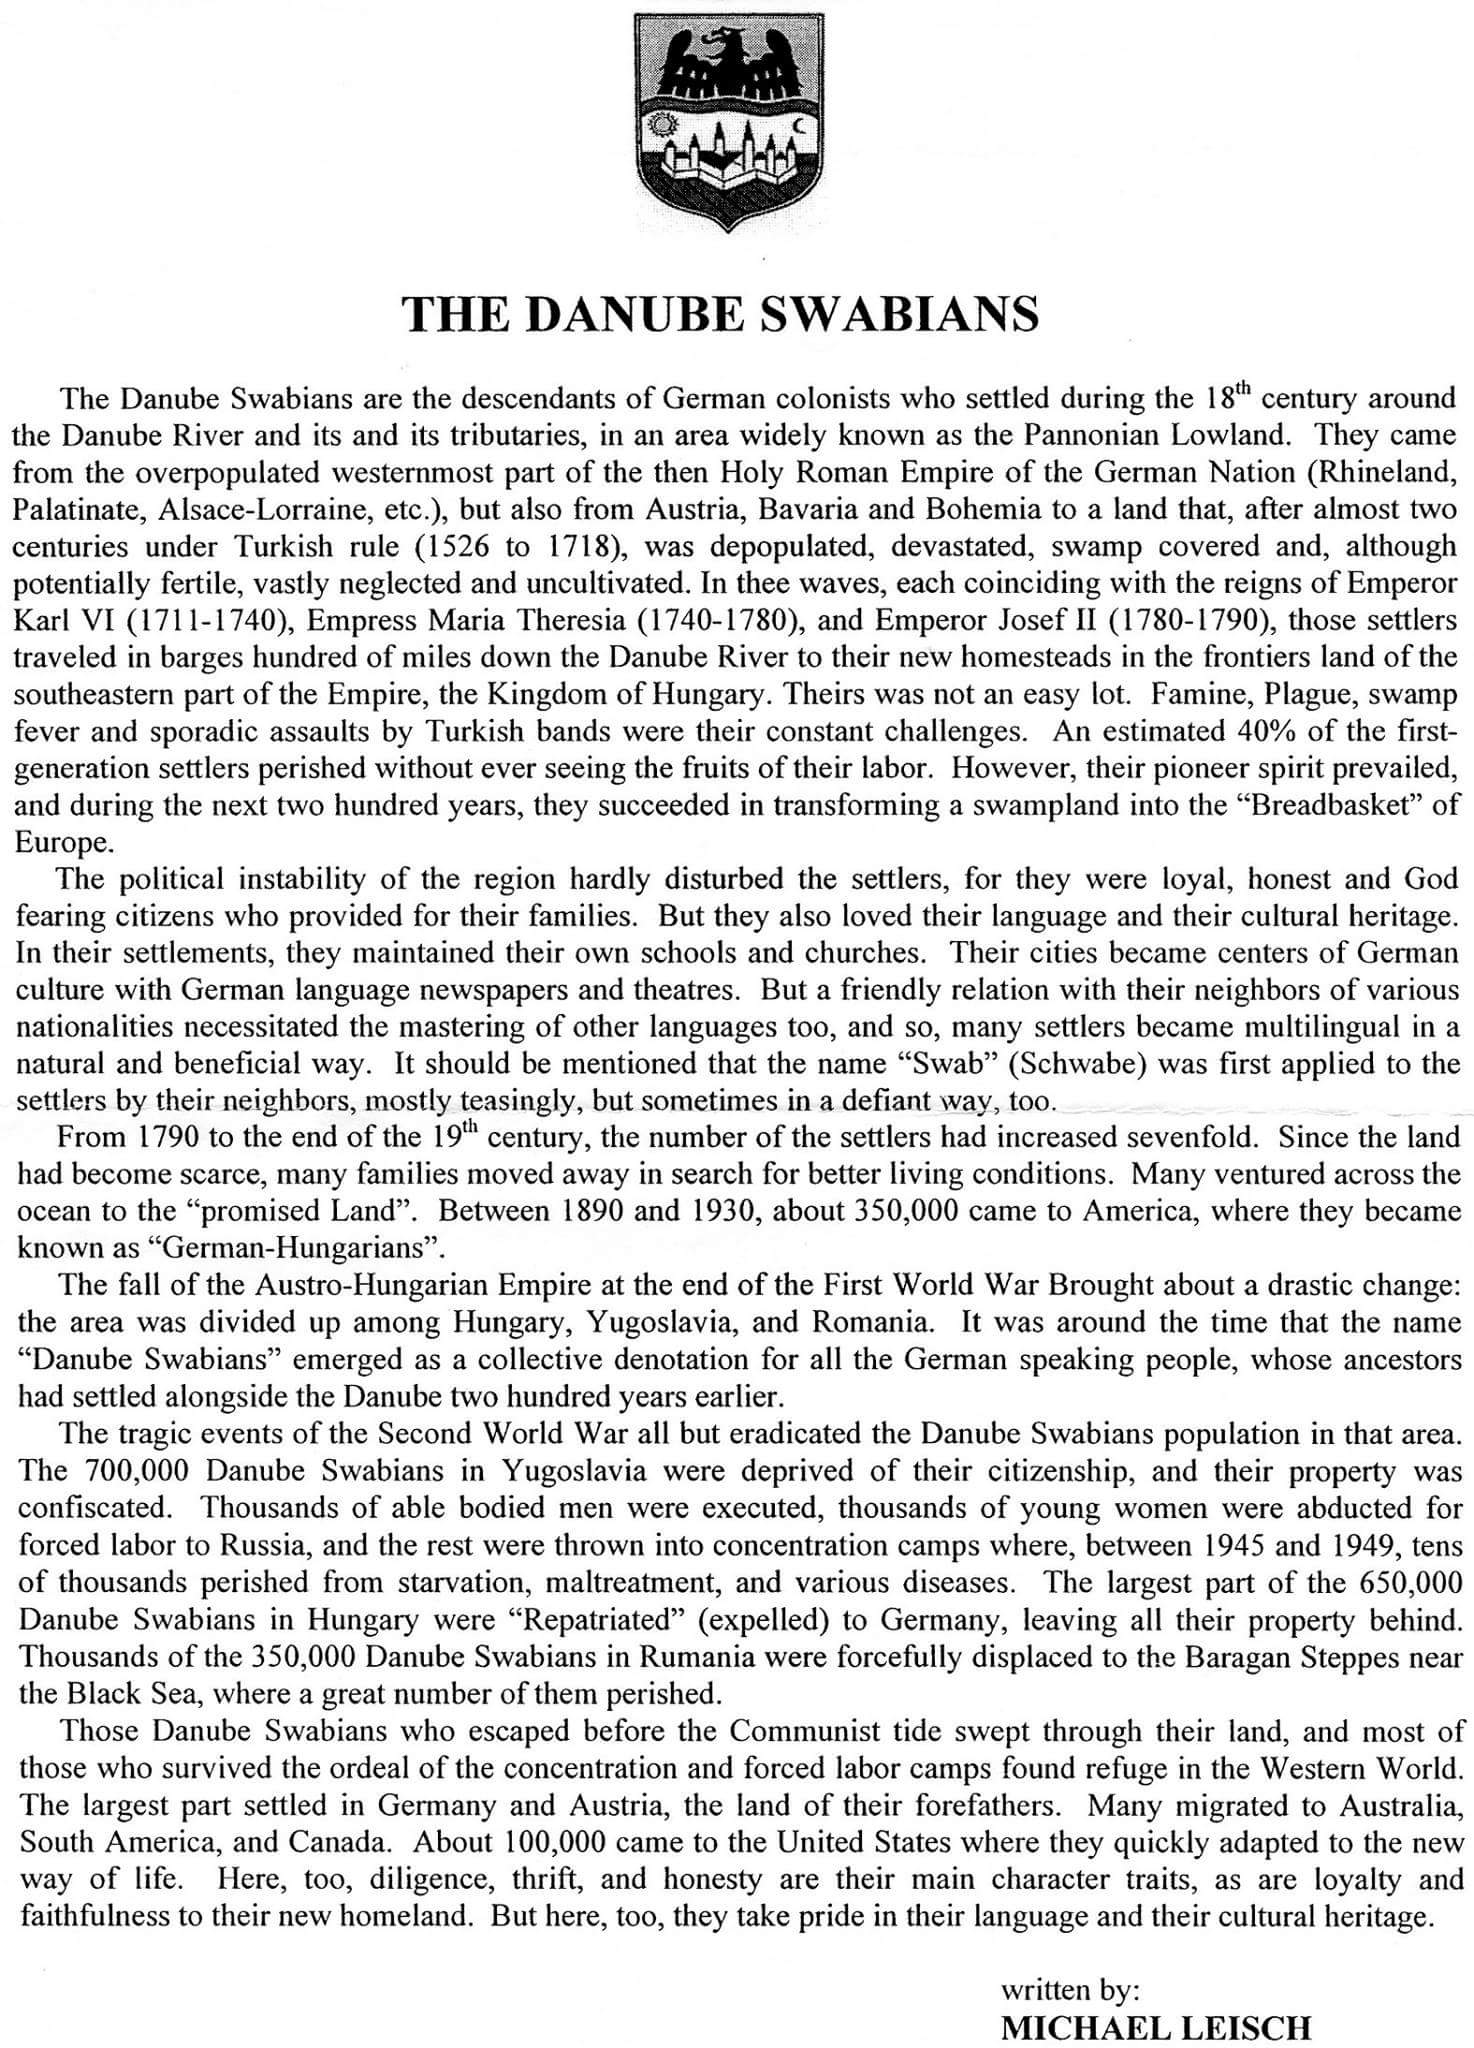 THE DANUBE SWABIANS
The Danube Swabians are the descendants of German colonists who settled during the 18th century around
the Danube River and its and its tributaries, in an area widely known as the Pannonian Lowland. They came
from the overpopulated westernmost part of the then Holy Roman Empire of the German Nation (Rhineland,
Palatinate, Alsace-Lorraine, etc.), but also from Austria, Bavaria and Bohemia to a land that, after almost two
centuries under Turkish rule (1526 to 1718), was depopulated, devastated, swamp covered and, although
potentially fertile, vastly neglected and uncultivated. In thee waves, each coinciding with the reigns of Emperor
Karl VI (1711-1740), Empress Maria Theresia (1740-1780), and Emperor Josef II (1780-1790), those settlers
traveled in barges hundred of miles down the Danube River to their new homesteads in the frontiers land of the
southeastern part of the Empire, the Kingdom of Hungary. Theirs was not an easy lot. Famine, Plague, swamp
fever and sporadic assaults by Turkish bands were their constant challenges. An estimated 40% of the first-
generation settlers perished without ever seeing the fruits of their labor. However, their pioneer spirit prevailed,
and during the next two hundred years, they succeeded in transforming a swampland into the “Breadbasket” of
Europe.
The political instability of the region hardly disturbed the settlers, for they were loyal, honest and God
fearing citizens who provided for their families. But they also loved their language and their cultural heritage.
In their settlements, they maintained their own schools and churches. Their cities became centers of German
culture with German language newspapers and theatres. But a friendly relation with their neighbors of various
nationalities necessitated the mastering of other languages too, and so, many settlers became multilingual in a
natural and beneficial way. It should be mentioned that the name “Swab” (Schwabe) was first applied to the
settlers by their neighbors, mostly teasingly, but sometimes in a defiant way, too.
From 1790 to the end of the 19th century, the number of the settlers had increased sevenfold. Since the land
had become scarce, many families moved away in search for better living conditions. Many ventured across the
ocean to the “promised Land”. Between 1890 and 1930, about 350,000 came to America, where they became
known as “German-Hungarians”.
The fall of the Austro-Hungarian Empire at the end of the First World War Brought about a drastic change:
the area was divided up among Hungary, Yugoslavia, and Romania. It was around the time that the name
“Danube Swabians” emerged as a collective denotation for all the German speaking people, whose ancestors
had settled alongside the Danube two hundred years earlier.
The tragic events of the Second World War all but eradicated the Danube Swabians population in that area.
The 700,000 Danube Swabians in Yugoslavia were deprived of their citizenship, and their property was
confiscated. Thousands of able bodied men were executed, thousands of young women were abducted for
forced labor to Russia, and the rest were thrown into concentration camps where, between 1945 and 1949, tens
of thousands perished from starvation, maltreatment, and various diseases. The largest part of the 650,000
Danube Swabians in Hungary were “Repatriated” (expelled) to Germany, leaving all their property behind.
Thousands of the 350,000 Danube Swabians in Rumania were forcefully displaced to the Baragan Steppes near
the Black Sea, where a great number of them perished.
Those Danube Swabians who escaped before the Communist tide swept through their land, and most of
those who survived the ordeal of the concentration and forced labor camps found refuge in the Western World.
The largest part settled in Germany and Austria, the land of their forefathers. Many migrated to Australia,
South America, and Canada. About 100,000 came to the United States where they quickly adapted to the new
way of life. Here, too, diligence, thrift, and honesty are their main character traits, as are loyalty and
faithfulness to their new homeland. But here, too, they take pride in their language and their cultural heritage.
written by:
MICHAEL LEISCH